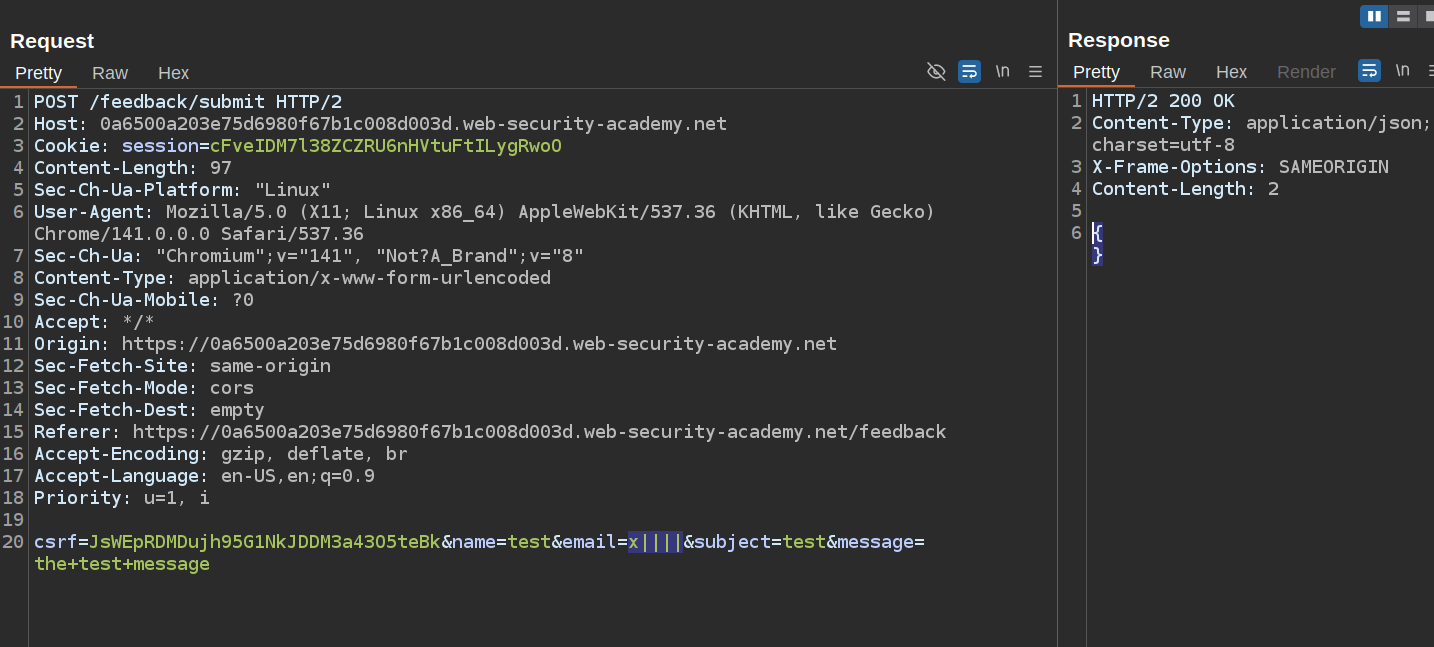 Request
Pretty Raw Hex \n
1 POST /feedback/submit HTTP/2
2 Host: 0a6500a203e75d6980f67b1c008d003d.web-security-academy.net
3 Cookie: session=cFveIDM7l38ZCZRU6nHVtuFtILygRwoO
4 Content-Length: 97
5 Sec-Ch-Ua-Platform: "Linux"
6 User-Agent: Mozilla/5.0 (X11; Linux x86_64) AppleWebKit/537.36 (KHTML, like Gecko)
Chrome/141.0.0.0 Safari/537.36
7 Sec-Ch-Ua: "Chromium";v="141", "Not?A_Brand";v="8"
8 Content-Type: application/x-www-form-urlencoded
9 Sec-Ch-Ua-Mobile: ?0
10 Accept: */*
11 Origin: https://0a6500a203e75d6980f67b1c008d003d.web-security-academy.net
12 Sec-Fetch-Site: same-origin
13 Sec-Fetch-Mode: cors
14 Sec-Fetch-Dest: empty
15 Referer: https://0a6500a203e75d6980f67b1c008d003d.web-security-academy.net/feedback
16 Accept-Encoding: gzip, deflate, br
17 Accept-Language: en-US,en;q=0.9
18 Priority: u=1, i
19
20 csrf=JsWEpRDMDujh95G1NkJDDM3a43O5teBk&name=test&email=x||||&subject=test&message=
the+test+message
Response
Pretty Raw Hex Render \n
1 HTTP/2 200 OK
2 Content-Type: application/json;
charset=utf-8
3 X-Frame-Options: SAMEORIGIN
4 Content-Length: 2
5
6 {
}